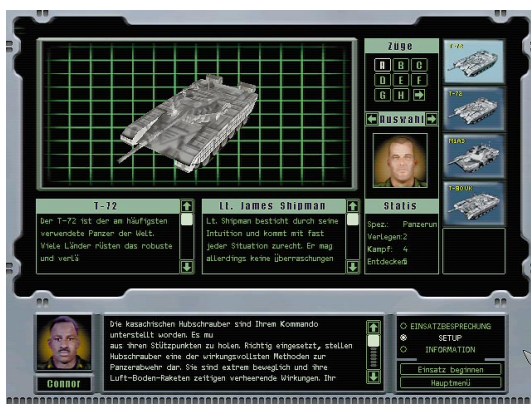 Züge
A B C
D E F
G H
Auswahl
T-72
M1A2
T-80UK
T-72
Der T-72 ist der am häufigsten
verwendete Panzer der Welt.
Viele Länder rüsten das robuste
und verlä
Lt. James Shipman
Lt. Shipman besticht durch seine
Intuition und kommt mit fast
jeder Situation zurecht. Er mag
allerdings keine Überraschungen
Statis
Spez.: Panzerun
Verlegen:2
Kampf: 4
Entdecken
Connor
Die kasachischen Hubschrauber sind Ihrem Kommando
unterstellt worden. Es mu
aus ihren Stützpunkten zu holen. Richtig eingesetzt, stellen
Hubschrauber eine der wirkungsvollsten Methoden zur
Panzerabwehr dar. Sie sind extrem beweglich und ihre
Luft-Boden-Raketen zeitigen verheerende Wirkungen. Ihr
EINSATZBESPRECHUNG
SETUP
INFORMATION
Einsatz beginnen
Hauptmenü